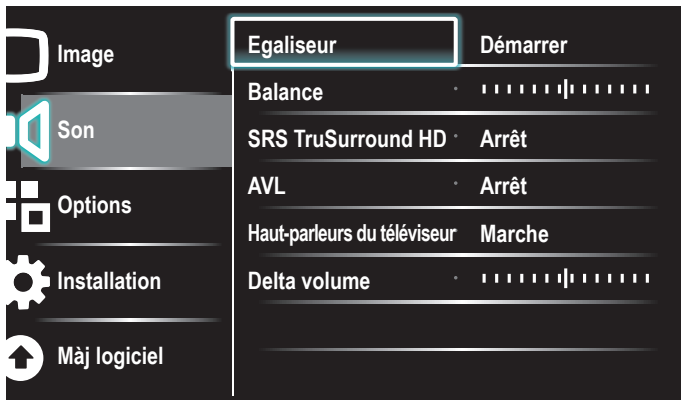 Image
Son
Options
Installation
Màj logiciel
Egaliseur Démarrer
Balance
SRS TruSurround HD Arrêt
AVL Arrêt
Haut-parleurs du téléviseur Marche
Delta volume